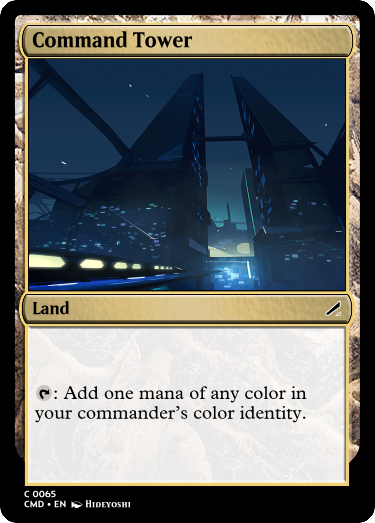 Command Tower
Land
: Add one mana of any color in
your commander's color identity.
C 0065
CMD • EN Hideyoshi